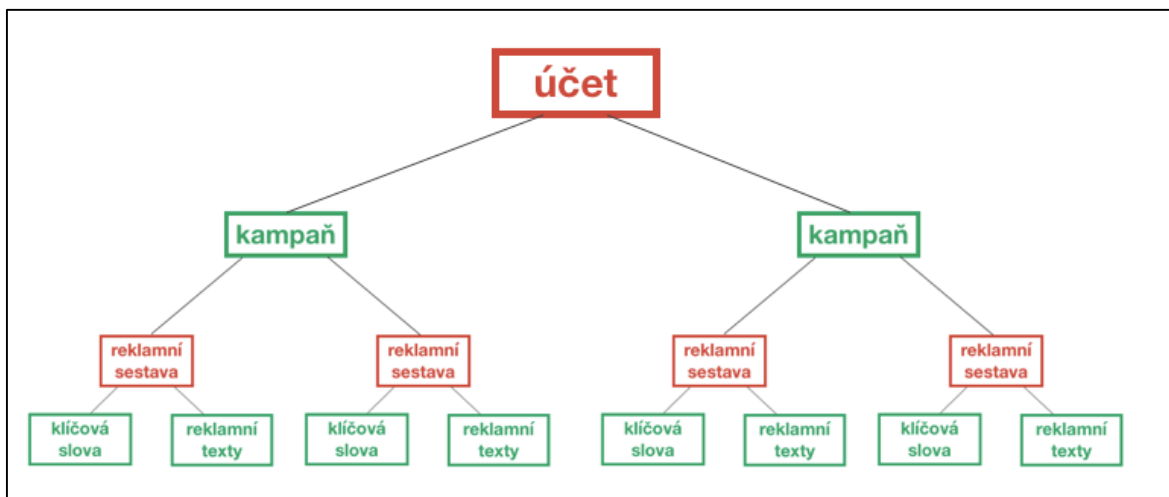 účet
kampaň
kampaň
reklamní
sestava
reklamní
sestava
reklamní
sestava
reklamní
sestava
klíčová
slova
reklamní
texty
klíčová
slova
reklamní
texty
klíčová
slova
reklamní
texty
klíčová
slova
reklamní
texty